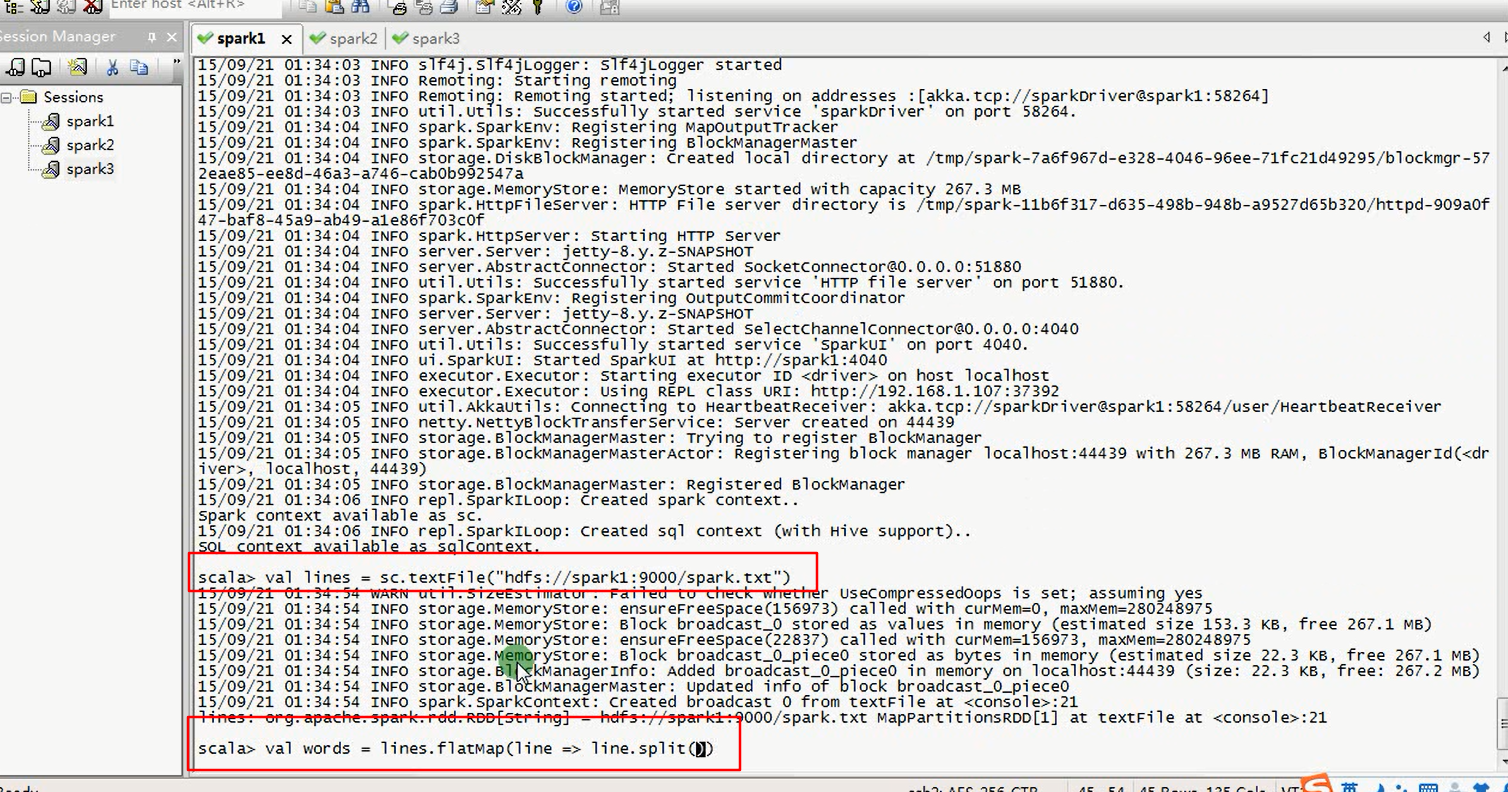 Enter host <Alt+R>
Session Manager
spark1
spark2
spark3
Sessions
spark1
spark2
spark3
15/09/21 01:34:03 INFO slf4j.Slf4jLogger: Slf4jLogger started
15/09/21 01:34:03 INFO Remoting: Starting remoting
15/09/21 01:34:03 INFO Remoting: Remoting started; listening on addresses :[akka.tcp://sparkDriver@spark1:58264]
15/09/21 01:34:03 INFO util.Utils: Successfully started service 'sparkDriver' on port 58264.
15/09/21 01:34:04 INFO spark.SparkEnv: Registering MapOutputTracker
15/09/21 01:34:04 INFO spark.SparkEnv: Registering BlockManagerMaster
15/09/21 01:34:04 INFO storage.DiskBlockManager: Created local directory at /tmp/spark-7a6f967d-e328-4046-96ee-71fc21d49295/blockmgr-57
2eae85-ee8d-46a3-a746-cab0b992547a
15/09/21 01:34:04 INFO storage.MemoryStore: MemoryStore started with capacity 267.3 MB
15/09/21 01:34:04 INFO spark.HttpFileServer: HTTP File server directory is /tmp/spark-11b6f317-d635-498b-948b-a9527d65b320/httpd-909a0f
47-baf8-45a9-ab49-a1e86f703c0f
15/09/21 01:34:04 INFO spark.HttpServer: Starting HTTP Server
15/09/21 01:34:04 INFO server.Server: jetty-8.y.z-SNAPSHOT
15/09/21 01:34:04 INFO server.AbstractConnector: Started SocketConnector@0.0.0.0:51880
15/09/21 01:34:04 INFO util.Utils: Successfully started service 'HTTP file server' on port 51880.
15/09/21 01:34:04 INFO spark.SparkEnv: Registering OutputCommitCoordinator
15/09/21 01:34:04 INFO server.Server: jetty-8.y.z-SNAPSHOT
15/09/21 01:34:04 INFO server.AbstractConnector: Started SelectChannelConnector@0.0.0.0:4040
15/09/21 01:34:04 INFO util.Utils: Successfully started service 'SparkUI' on port 4040.
15/09/21 01:34:04 INFO ui.SparkUI: Started SparkUI at http://spark1:4040
15/09/21 01:34:04 INFO executor.Executor: Starting executor ID <driver> on host localhost
15/09/21 01:34:04 INFO executor.Executor: Using REPL class URI: http://192.168.1.107:37392
15/09/21 01:34:05 INFO util.AkkaUtils: Connecting to HeartbeatReceiver: akka.tcp://sparkDriver@spark1:58264/user/HeartbeatReceiver
15/09/21 01:34:05 INFO netty.NettyBlockTransferService: Server created on 44439
15/09/21 01:34:05 INFO storage.BlockManagerMaster: Trying to register BlockManager
15/09/21 01:34:05 INFO storage.BlockManagerMasterActor: Registering block manager localhost:44439 with 267.3 MB RAM, BlockManagerId(<dr
iver>, localhost, 44439)
15/09/21 01:34:05 INFO storage.BlockManagerMaster: Registered BlockManager
15/09/21 01:34:06 INFO repl.SparkILoop: Created spark context..
Spark context available as sc.
15/09/21 01:34:06 INFO repl.SparkILoop: Created sql context (with Hive support)..
SQL context available as sqlContext.
scala> val lines = sc.textFile("hdfs://spark1:9000/spark.txt")
15/09/21 01:34:54 WARN util.SizeEstimator: Failed to check whether UseCompressedOops is set; assuming yes
15/09/21 01:34:54 INFO storage.MemoryStore: ensureFreeSpace(156973) called with curMem=0, maxMem=280248975
15/09/21 01:34:54 INFO storage.MemoryStore: Block broadcast_0 stored as values in memory (estimated size 153.3 KB, free 267.1 MB)
15/09/21 01:34:54 INFO storage.MemoryStore: ensureFreeSpace(22837) called with curMem=156973, maxMem=280248975
15/09/21 01:34:54 INFO storage.MemoryStore: Block broadcast_0_piece0 stored as bytes in memory (estimated size 22.3 KB, free 267.1 MB)
15/09/21 01:34:54 INFO storage.BlockManagerInfo: Added broadcast_0_piece0 in memory on localhost:44439 (size: 22.3 KB, free: 267.2 MB)
15/09/21 01:34:54 INFO storage.BlockManagerMaster: Updated info of block broadcast_0_piece0
15/09/21 01:34:54 INFO spark.SparkContext: Created broadcast 0 from textFile at <console>:21
lines: org.apache.spark.rdd.RDD[String] = hdfs://spark1:9000/spark.txt MapPartitionsRDD[1] at textFile at <console>:21
scala> val words = lines.flatMap(line => line.split())